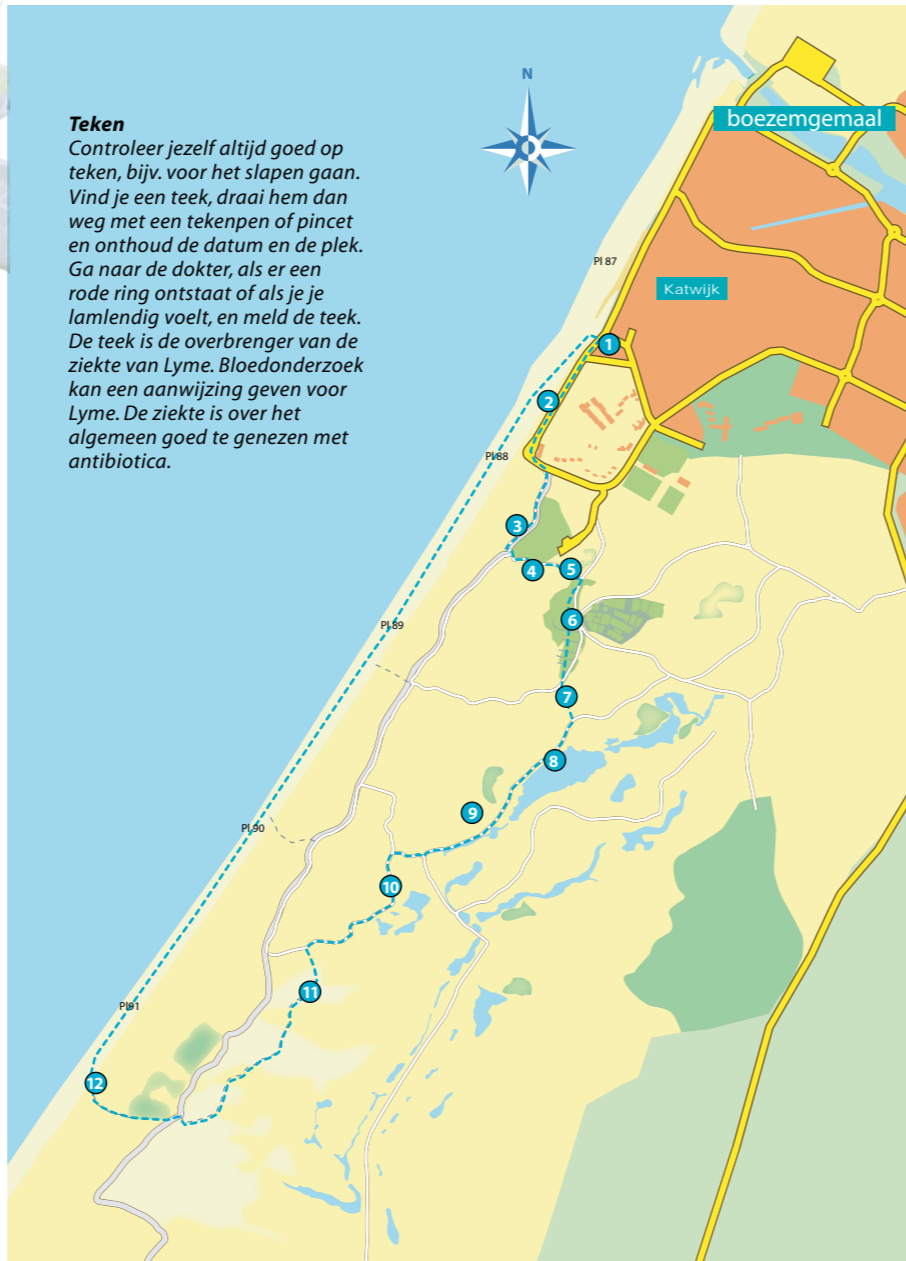 Teken
Controleer jezelf altijd goed op
teken, bijv. voor het slapen gaan.
Vind je een teek, draai hem dan
weg met een tekenpen of pincet
en onthoud de datum en de plek.
Ga naar de dokter, als er een
rode ring ontstaat of als je je
lamlendig voelt, en meld de teek.
De teek is de overbrenger van de
ziekte van Lyme. Bloedonderzoek
kan een aanwijzing geven voor
Lyme. De ziekte is over het
algemeen goed te genezen met
antibiotica.
N
boezemgemaal
Pl 87
Katwijk
1
2
Pl 88
3
4
5
6
Pl 89
7
8
9
Pl 90
10
11
Pl 91
12